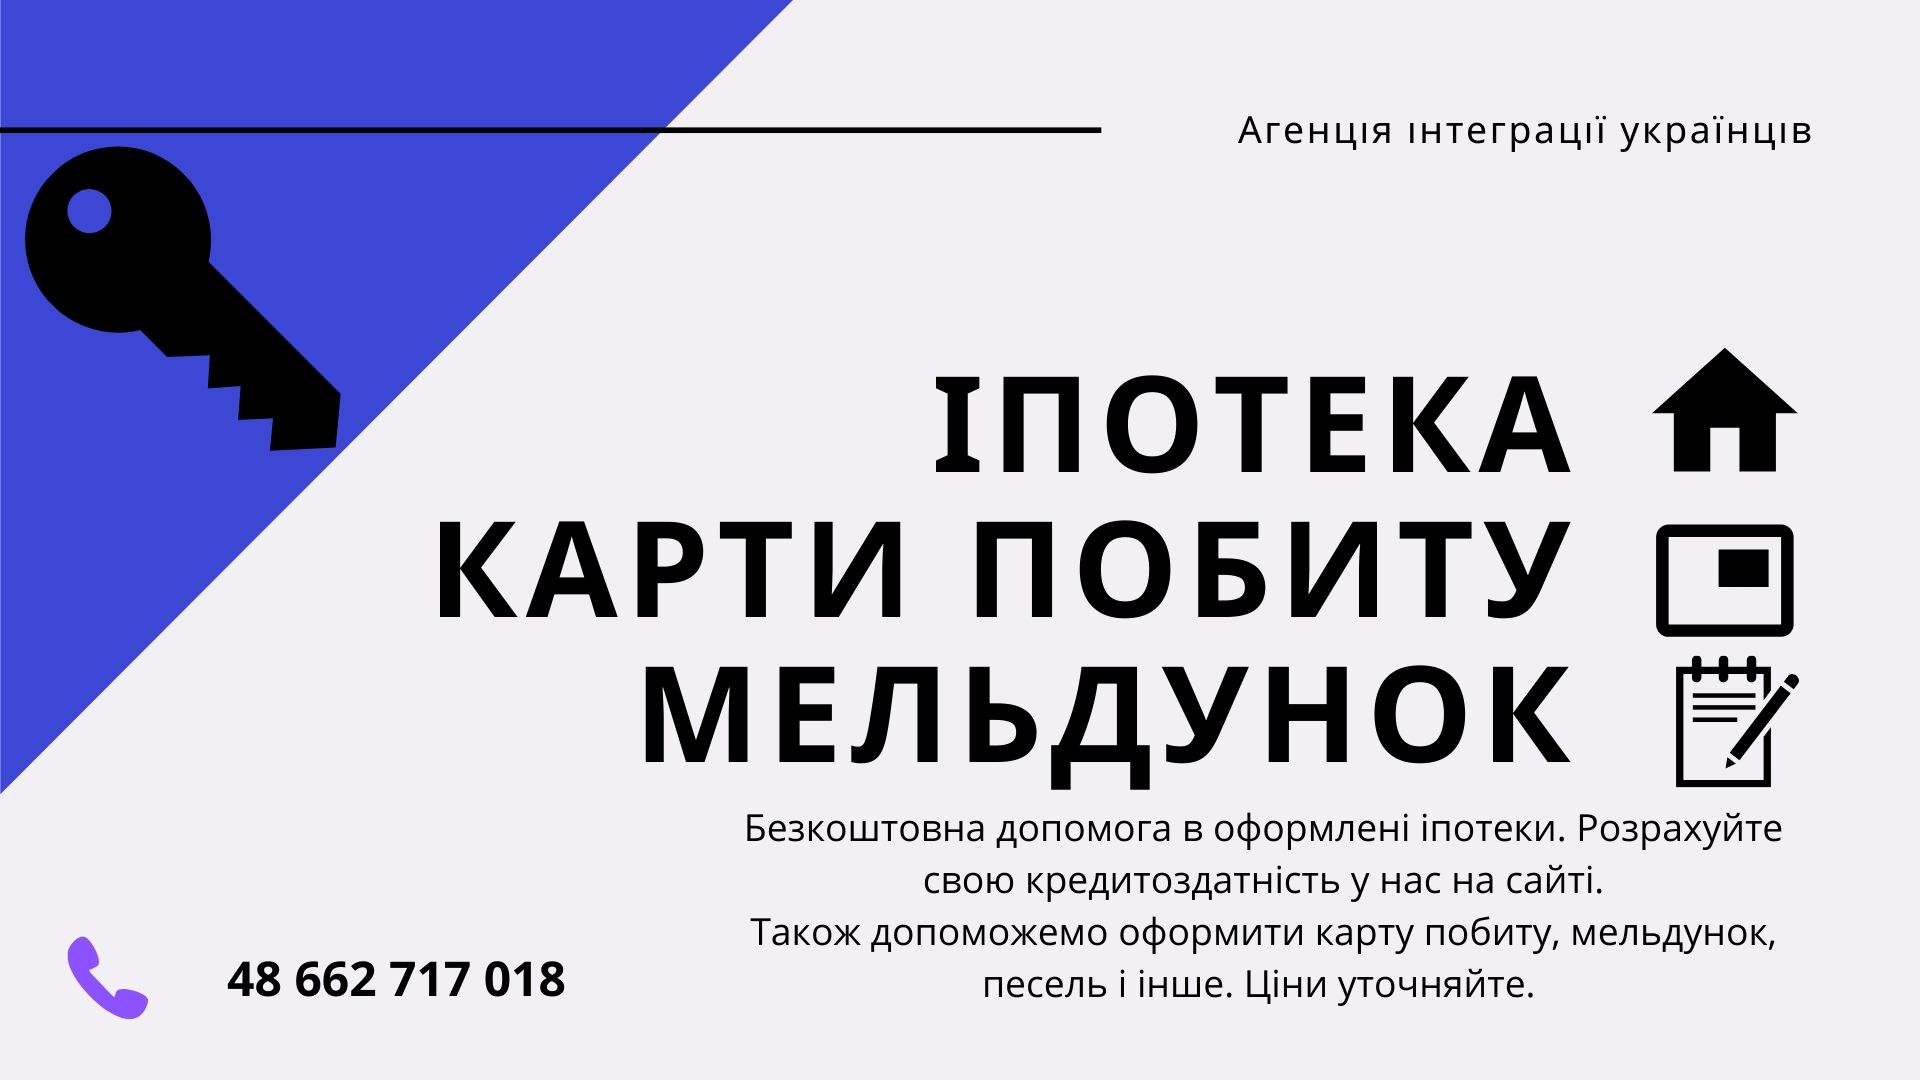 Агенція інтеграції українців
ІПОТЕКА
КАРТИ ПОБИТУ
МЕЛЬДУНОК
Безкоштовна допомога в оформлені іпотеки. Розрахуйте
свою кредитоздатність у нас на сайті.
Також допоможемо оформити карту побиту, мельдунок,
песель і інше. Ціни уточняйте.
48 662 717 018